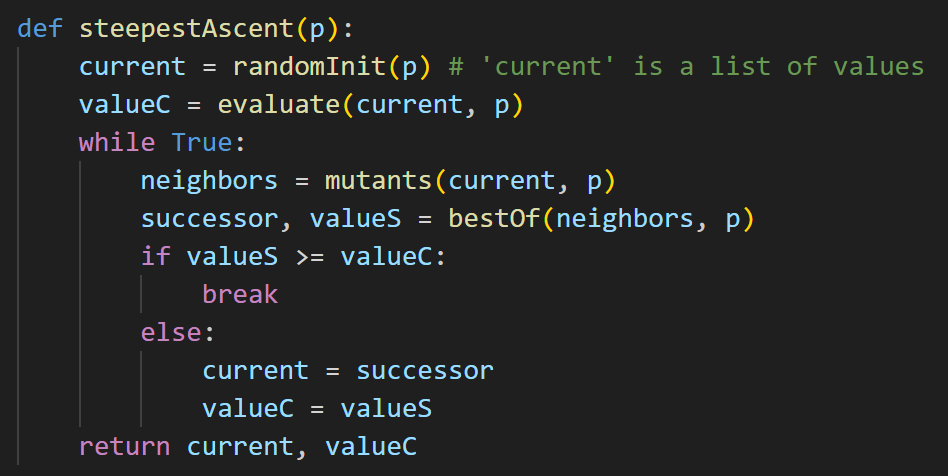 def steepestAscent(p):
    current = randomInit(p) # 'current' is a list of values
    valueC = evaluate(current, p)
    while True:
        neighbors = mutants(current, p)
        successor, valueS = bestOf(neighbors, p)
        if valueS >= valueC:
            break
        else:
            current = successor
            valueC = valueS
    return current, valueC